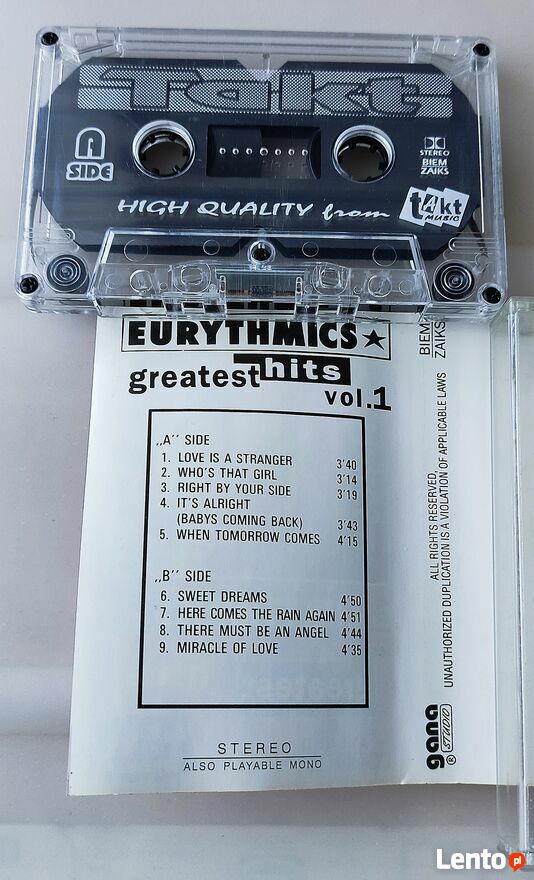 Takt
A
SIDE
STEREO
BIEM
ZAIKS
HIGH QUALITY from
takt
MUSIC
EURYTHMICS★
greatest hits
vol.1
,,A'' SIDE
1. LOVE IS A STRANGER 3'40
2. WHO'S THAT GIRL 3'14
3. RIGHT BY YOUR SIDE 3'19
4. IT'S ALRIGHT
(BABYS COMING BACK) 3'43
5. WHEN TOMORROW COMES 4'15
,,B'' SIDE
6. SWEET DREAMS 4'50
7. HERE COMES THE RAIN AGAIN 4'51
8. THERE MUST BE AN ANGEL 4'44
9. MIRACLE OF LOVE 4'35
STEREO
ALSO PLAYABLE MONO
BIEM
ZAIKS
ALL RIGHTS RESERVED,
UNAUTHORIZED DUPLICATION IS A VIOLATION OF APPLICABLE LAWS
gana
STUDIO
®
Lento.pl